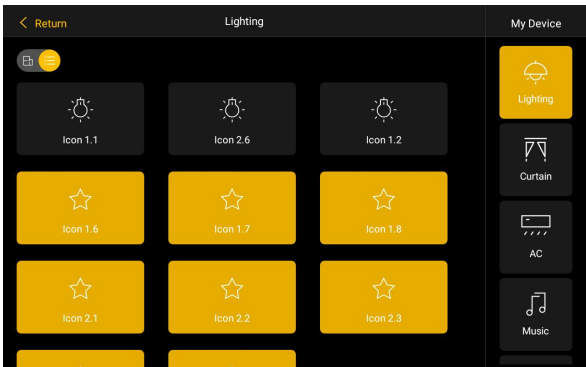 Return
Lighting
My Device
Icon 1.1
Icon 2.6
Icon 1.2
Icon 1.6
Icon 1.7
Icon 1.8
Icon 2.1
Icon 2.2
Icon 2.3
Lighting
Curtain
AC
Music